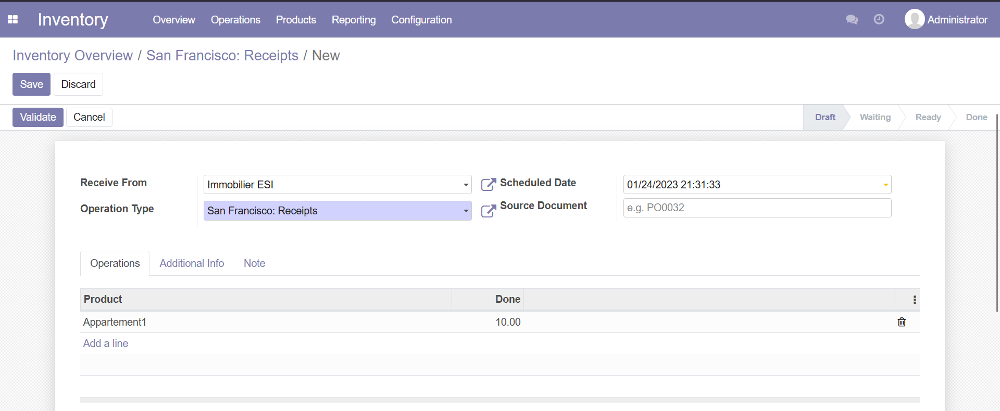 Inventory Overview Operations Products Reporting Configuration Administrator
Inventory Overview / San Francisco: Receipts / New
Save Discard
Validate Cancel Draft Waiting Ready Done
Receive From Immobilier ESI Scheduled Date 01/24/2023 21:31:33
Operation Type San Francisco: Receipts Source Document e.g. PO0032
Operations Additional Info Note
Product Done
Appartement1 10.00
Add a line